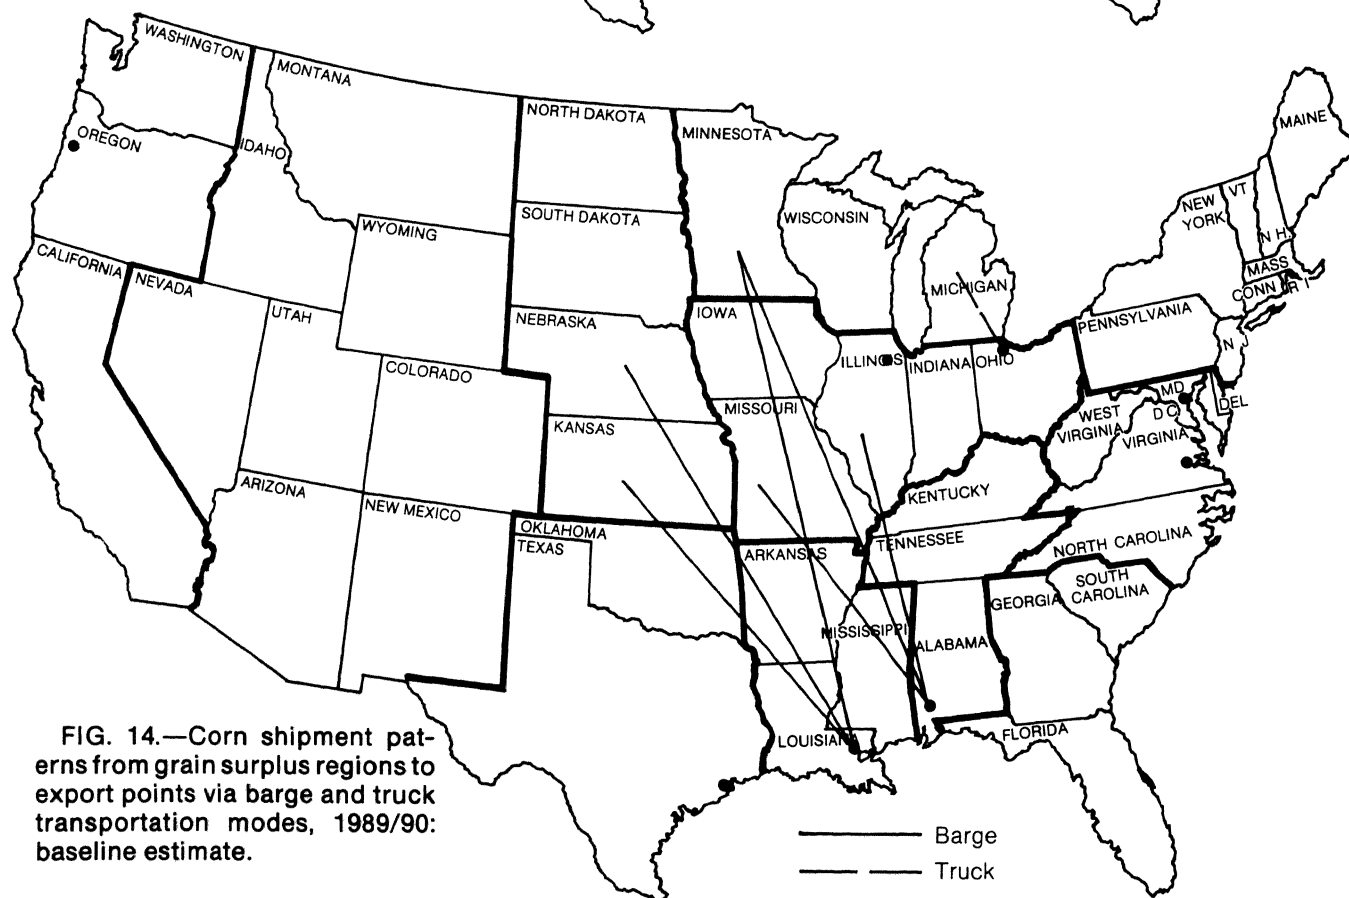 WASHINGTON
MONTANA
NORTH DAKOTA
MINNESOTA
MAINE
OREGON
IDAHO
VT
NEW
YORK
N H.
WISCONSIN
SOUTH DAKOTA
WYOMING
CALIFORNIA
NEVADA
MASS
CONN
R I
MICHIGAN
UTAH
NEBRASKA
IOWA
PENNSYLVANIA
N J
ILLINOIS
INDIANA
OHIO
COLORADO
MD
DEL
D C
MISSOURI
WEST
VIRGINIA
VIRGINIA
KANSAS
ARIZONA
NEW MEXICO
KENTUCKY
OKLAHOMA
TEXAS
ARKANSAS
TENNESSEE
NORTH CAROLINA
SOUTH
CAROLINA
GEORGIA
MISSISSIPPI
ALABAMA
LOUISIANA
FLORIDA
FIG. 14.—Corn shipment pat-
erns from grain surplus regions to
export points via barge and truck
transportation modes, 1989/90:
baseline estimate.
Barge
Truck